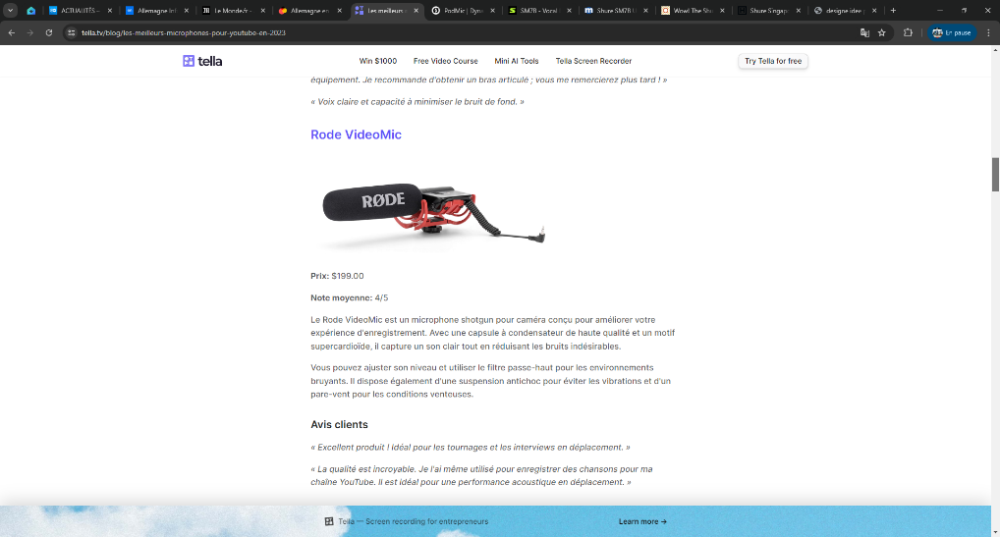 ACTUALITÉS –
Allemagne Inf
Le Monde.fr -
Allemagne en
Les meilleurs
PodMic | Dyna
SM7B - Vocal
Shure SM7B
Wow! The Shu
Shure Singap
designe idee
tella.tv/blog/les-meilleurs-microphones-pour-youtube-en-2023
En pause
tella
Win $1000
Free Video Course
Mini AI Tools
Tella Screen Recorder
Try Tella for free
équipement. Je recommande d'obtenir un bras articulé ; vous me remercierez plus tard ! »
« Voix claire et capacité à minimiser le bruit de fond. »
Rode VideoMic
RØDE
Prix: $199.00
Note moyenne: 4/5
Le Rode VideoMic est un microphone shotgun pour caméra conçu pour améliorer votre
expérience d'enregistrement. Avec une capsule à condensateur de haute qualité et un motif
supercardioïde, il capture un son clair tout en réduisant les bruits indésirables.
Vous pouvez ajuster son niveau et utiliser le filtre passe-haut pour les environnements
bruyants. Il dispose également d'une suspension antichoc pour éviter les vibrations et d'un
pare-vent pour les conditions venteuses.
Avis clients
« Excellent produit ! Idéal pour les tournages et les interviews en déplacement. »
« La qualité est incroyable. Je l'ai même utilisé pour enregistrer des chansons pour ma
chaîne YouTube. Il est idéal pour une performance acoustique en déplacement. »
Tella — Screen recording for entrepreneurs
Learn more →